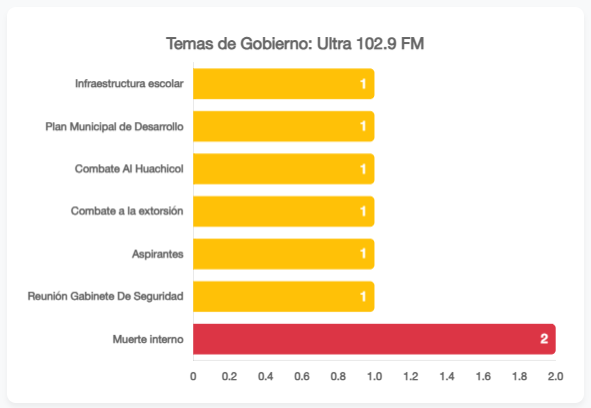 Temas de Gobierno: Ultra 102.9 FM
Infraestructura escolar 1
Plan Municipal de Desarrollo 1
Combate Al Huachicol 1
Combate a la extorsión 1
Aspirantes 1
Reunión Gabinete De Seguridad 1
Muerte interno 2
0 0.2 0.4 0.6 0.8 1.0 1.2 1.4 1.6 1.8 2.0